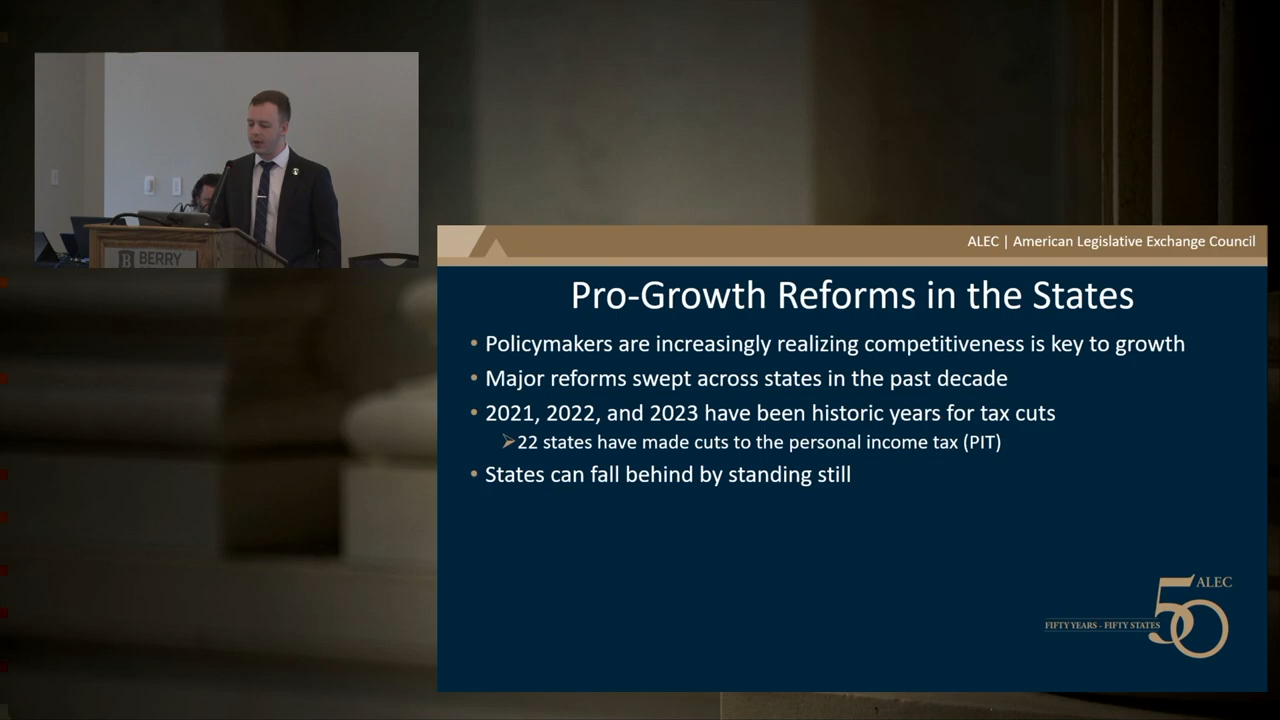 BERRY
ALEC | American Legislative Exchange Council
Pro-Growth Reforms in the States
• Policymakers are increasingly realizing competitiveness is key to growth
• Major reforms swept across states in the past decade
• 2021, 2022, and 2023 have been historic years for tax cuts
➢22 states have made cuts to the personal income tax (PIT)
• States can fall behind by standing still
ALEC
50
FIFTY YEARS - FIFTY STATES